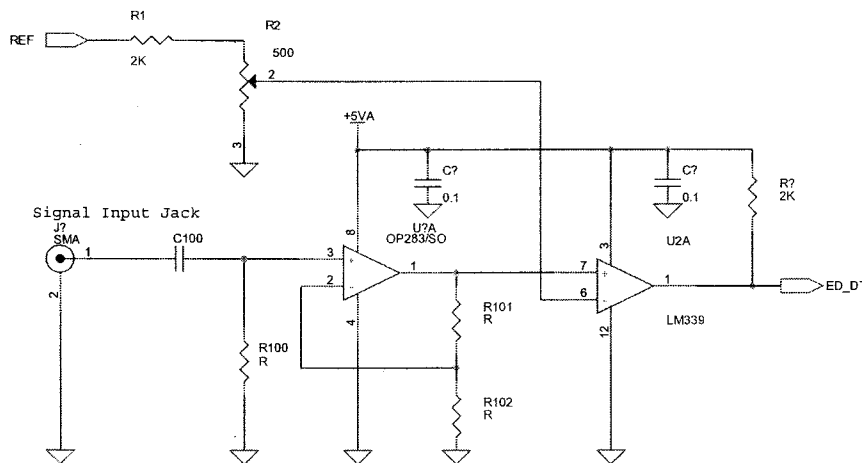 R1
R2
REF
2K
500
2
3
+5VA
C?
0.1
C?
0.1
R?
2K
Signal Input Jack
J?
SMA
1
2
C100
U?A
OP283/SO
8
3
+
2
-
1
4
U2A
3
7
+
6
-
1
12
LM339
ED_DT
R100
R
R101
R
R102
R